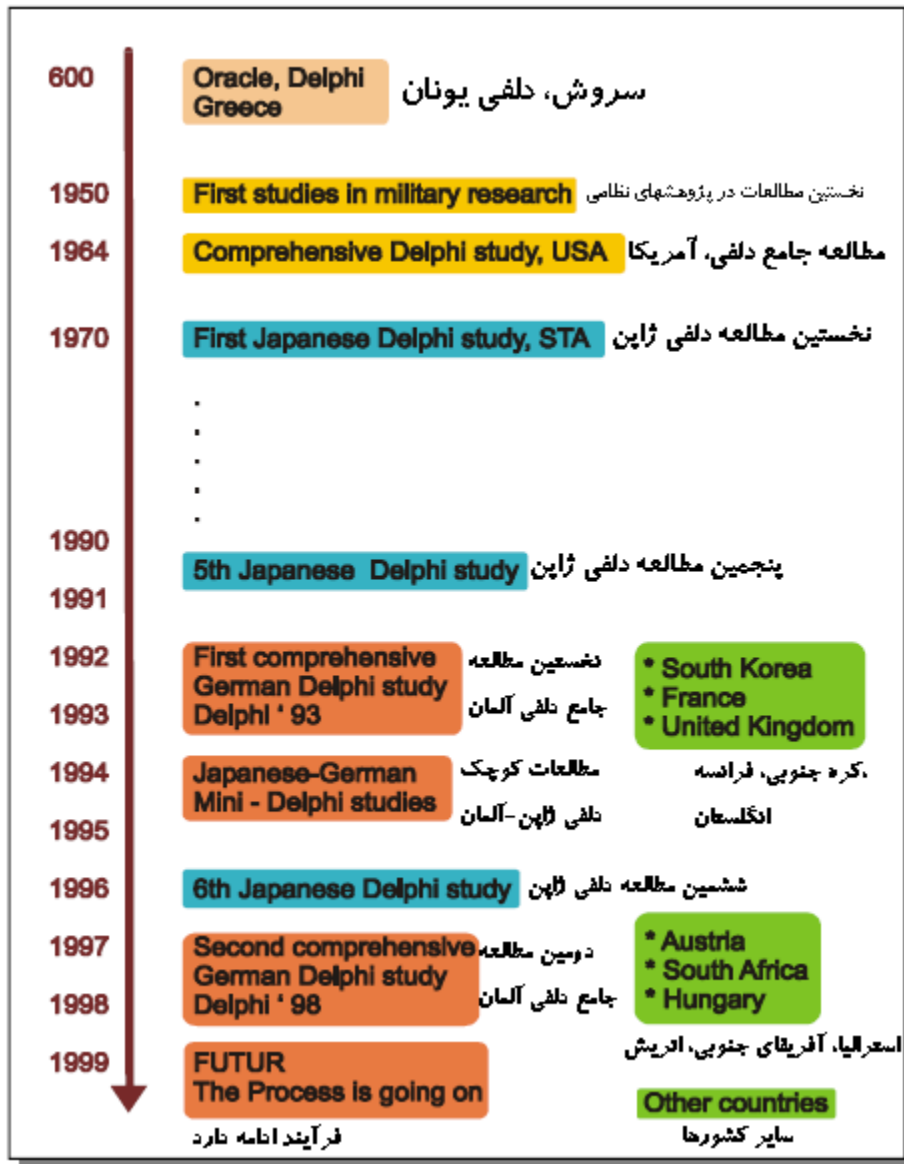 600
Oracle, Delphi
Greece
سروش، دلفی یونان
1950
First studies in military research
نخستین مطالعات در پژوهشهای نظامی
1964
Comprehensive Delphi study, USA
مطالعه جامع دلفی، آمریکا
1970
First Japanese Delphi study, STA
نخستین مطالعه دلفی ژاپن
.
.
.
.
.
1990
5th Japanese Delphi study
پنجمین مطالعه دلفی ژاپن
1991
1992
1993
First comprehensive
German Delphi study
Delphi ‘ 93
نخستین مطالعه
جامع دلفی آلمان
* South Korea
* France
* United Kingdom
کره جنوبی، فرانسه،
انگلستان
1994
1995
Japanese-German
Mini - Delphi studies
مطالعات کوچک
دلفی ژاپن-آلمان
1996
6th Japanese Delphi study
ششمین مطالعه دلفی ژاپن
1997
1998
Second comprehensive
German Delphi study
Delphi ‘ 98
دومین مطالعه
جامع دلفی آلمان
* Austria
* South Africa
* Hungary
استرالیا، آفریقای جنوبی، اتریش
1999
FUTUR
The Process is going on
فرآیند ادامه دارد
Other countries
سایر کشورها